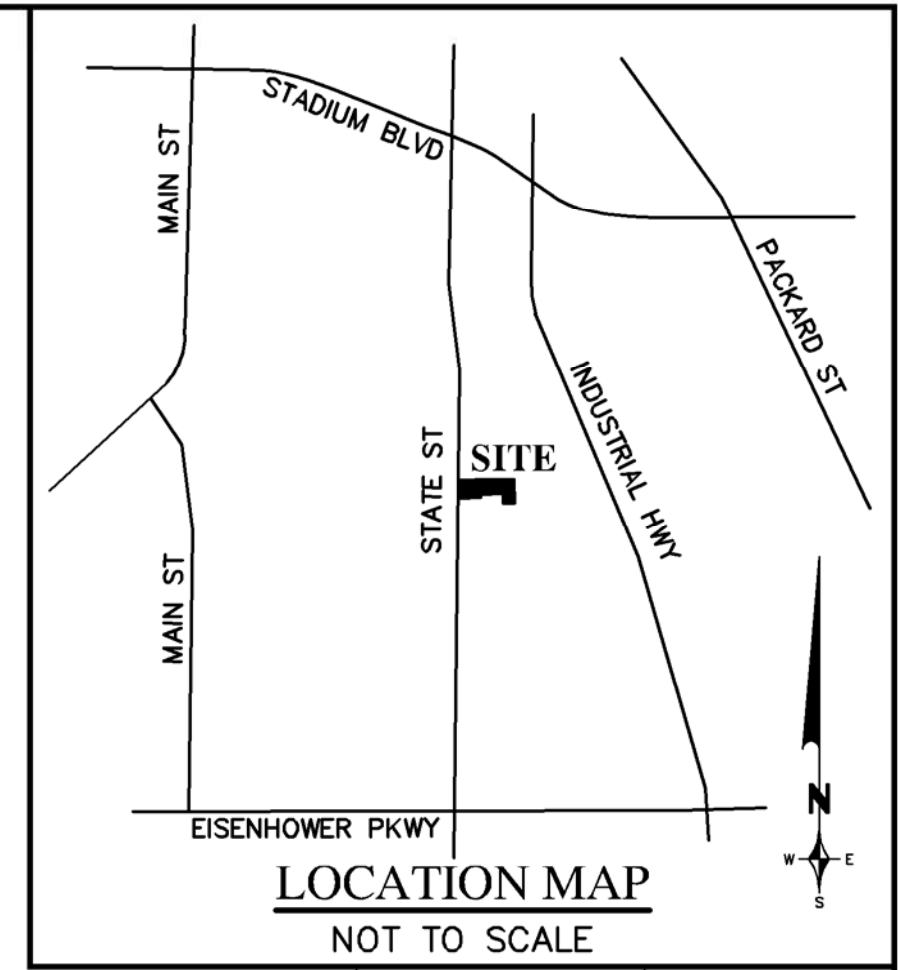 STADIUM BLVD
MAIN ST
PACKARD ST
INDUSTRIAL HWY
STATE ST
SITE
MAIN ST
EISENHOWER PKWY
N
W E
S
LOCATION MAP
NOT TO SCALE